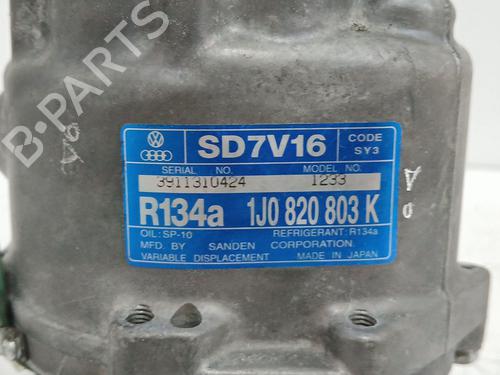 B-PARTS
SD7V16
CODE
SY3
SERIAL NO. MODEL NO.
3911310424 1233
R134a 1J0 820 803 K
OIL: SP-10 REFRIGERANT: R134a
MFD. BY SANDEN CORPORATION.
VARIABLE DISPLACEMENT MADE IN JAPAN